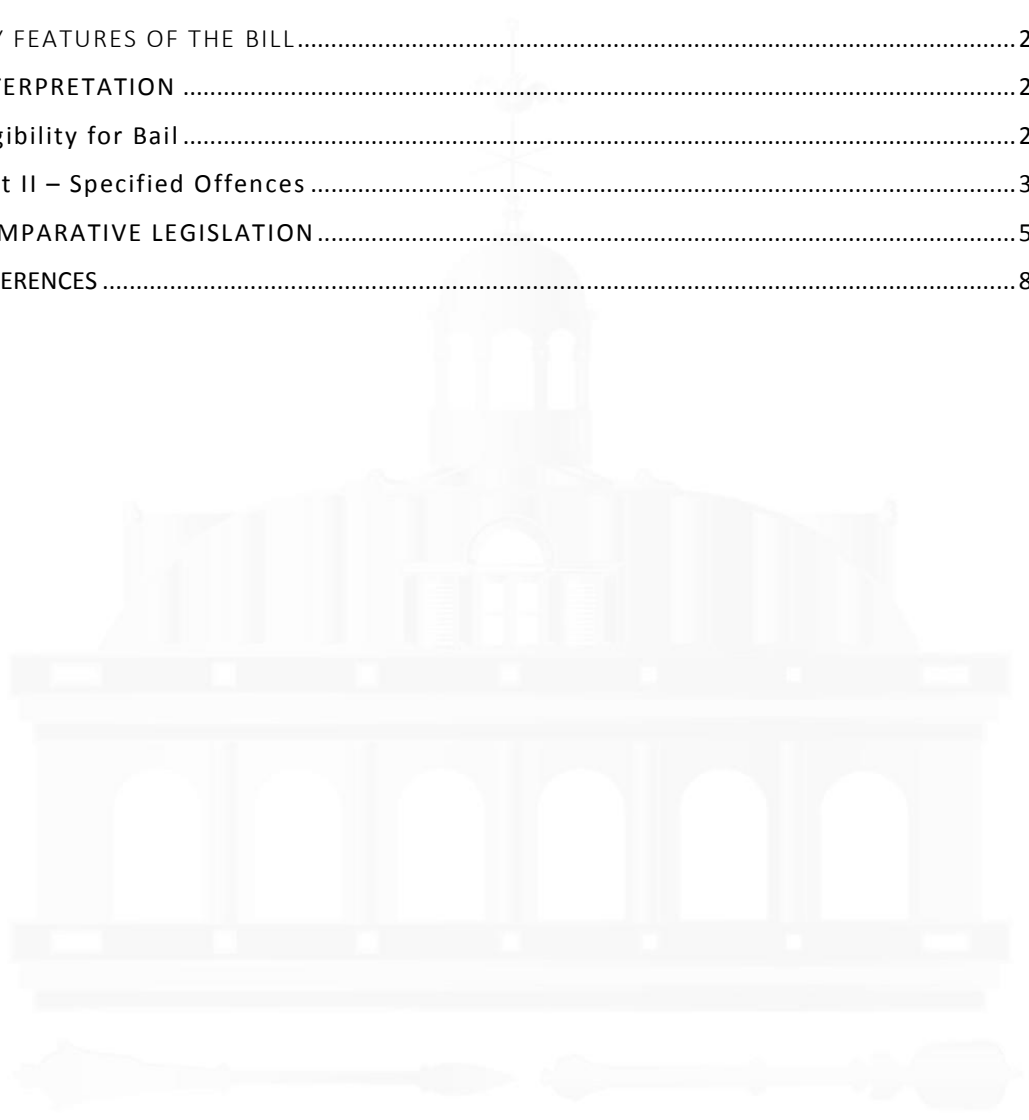 Y FEATURES OF THE BILL.......................................................................................................2
TERPRETATION .......................................................................................................2
gibility for Bail.......................................................................................................2
t II – Specified Offences.......................................................................................................3
MPARATIVE LEGISLATION.......................................................................................................5
FERENCES.......................................................................................................8